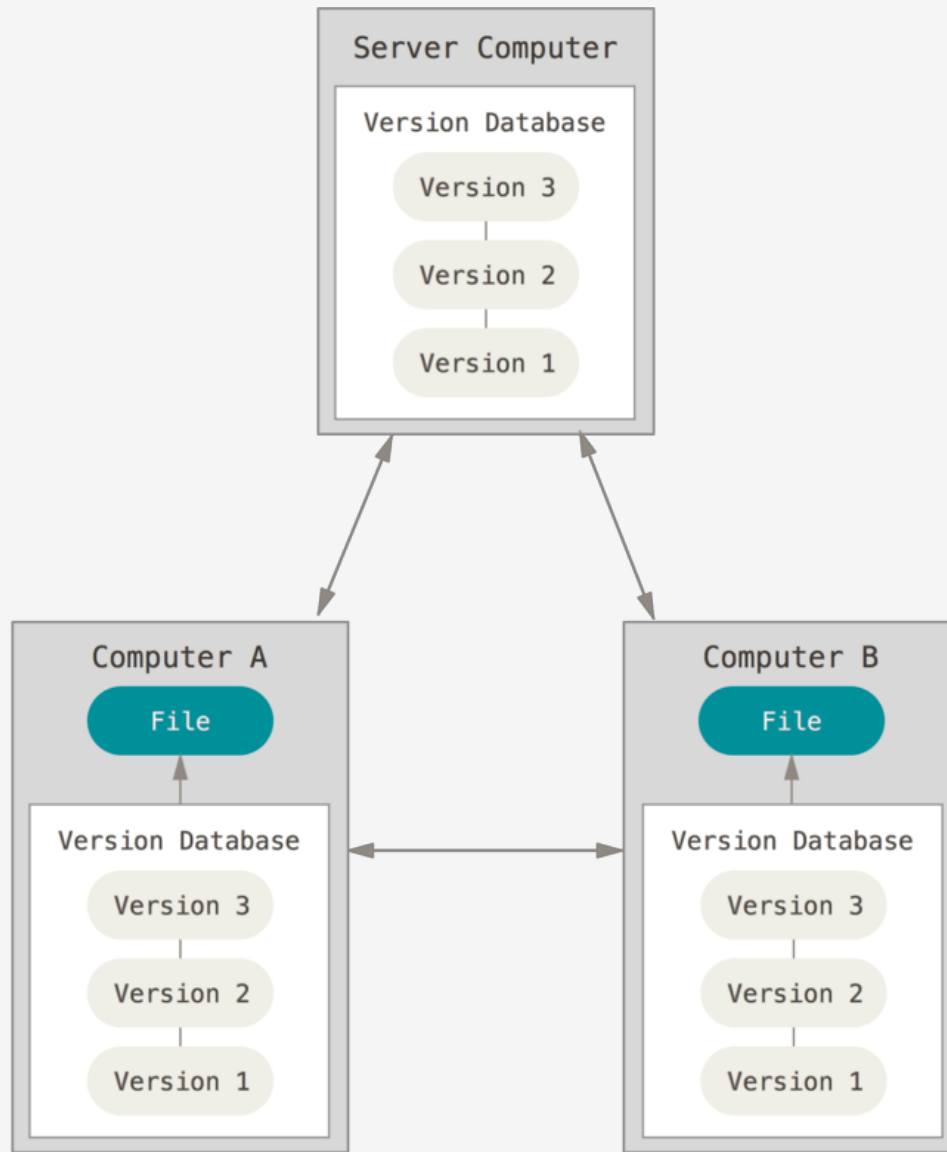 Server Computer
Version Database
Version 3
Version 2
Version 1
Computer A
File
Version Database
Version 3
Version 2
Version 1
Computer B
File
Version Database
Version 3
Version 2
Version 1